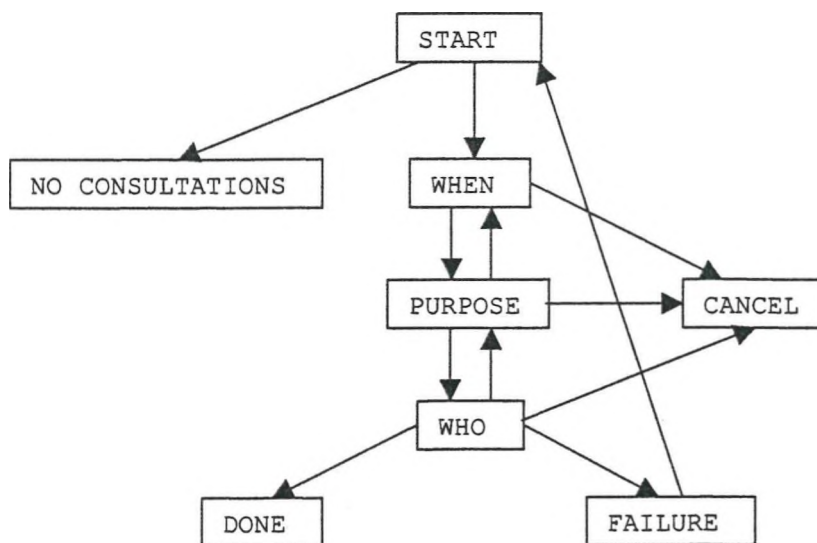 START
NO CONSULTATIONS
WHEN
PURPOSE
CANCEL
WHO
DONE
FAILURE